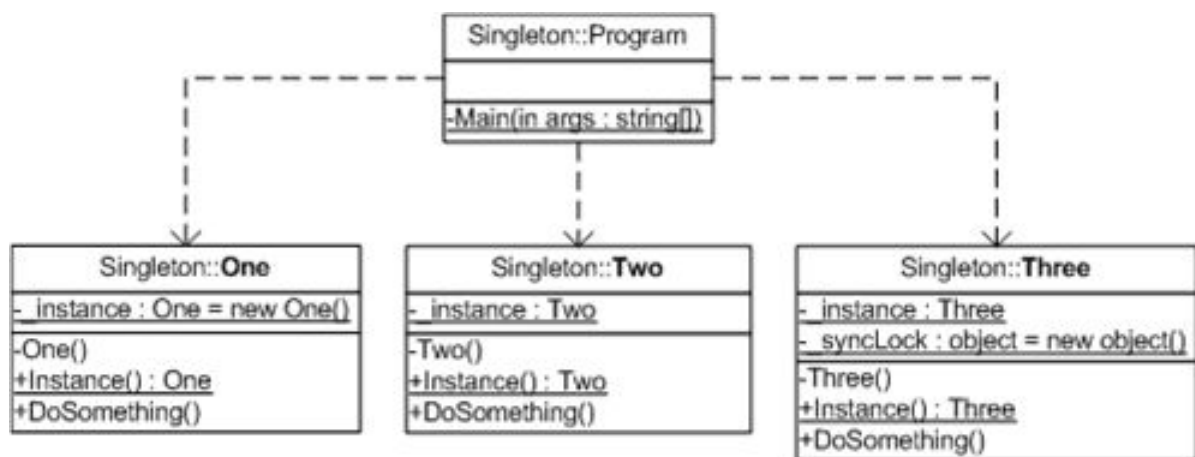 Singleton::Program
-Main(in args : string[])
Singleton::One
-_instance : One = new One()
-One()
+Instance() : One
+DoSomething()
Singleton::Two
-_instance : Two
-Two()
+Instance() : Two
+DoSomething()
Singleton::Three
-_instance : Three
-_syncLock : object = new object()
-Three()
+Instance() : Three
+DoSomething()